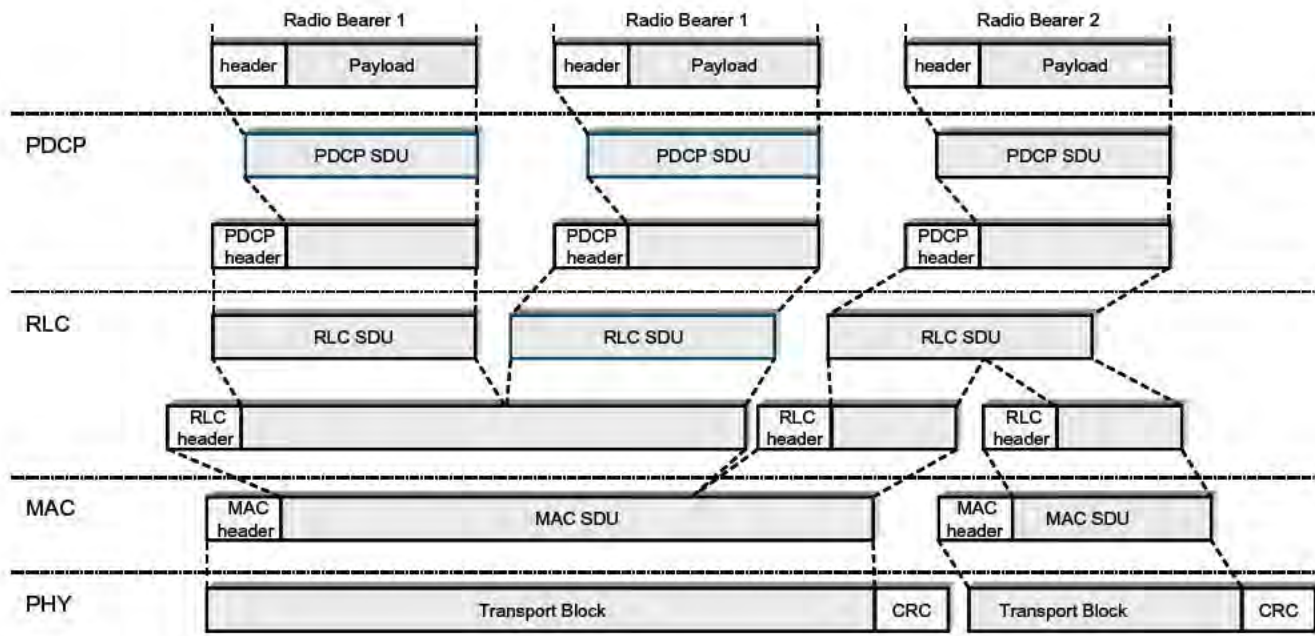 Radio Bearer 1 Radio Bearer 1 Radio Bearer 2
header Payload header Payload header Payload
PDCP
PDCP SDU PDCP SDU PDCP SDU
PDCP header PDCP header PDCP header
RLC
RLC SDU RLC SDU RLC SDU
RLC header RLC header RLC header
MAC
MAC header MAC SDU MAC header MAC SDU
PHY
Transport Block CRC Transport Block CRC